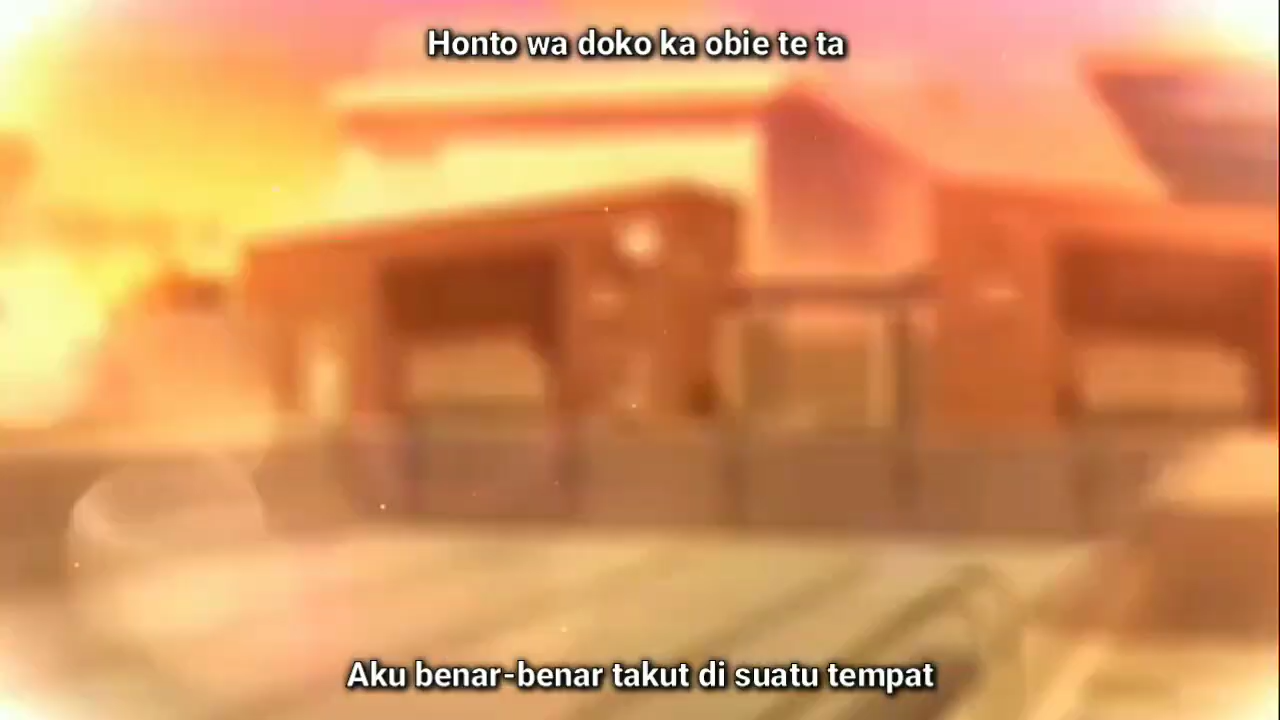 Honto wa doko ka obie te ta
Aku benar-benar takut di suatu tempat